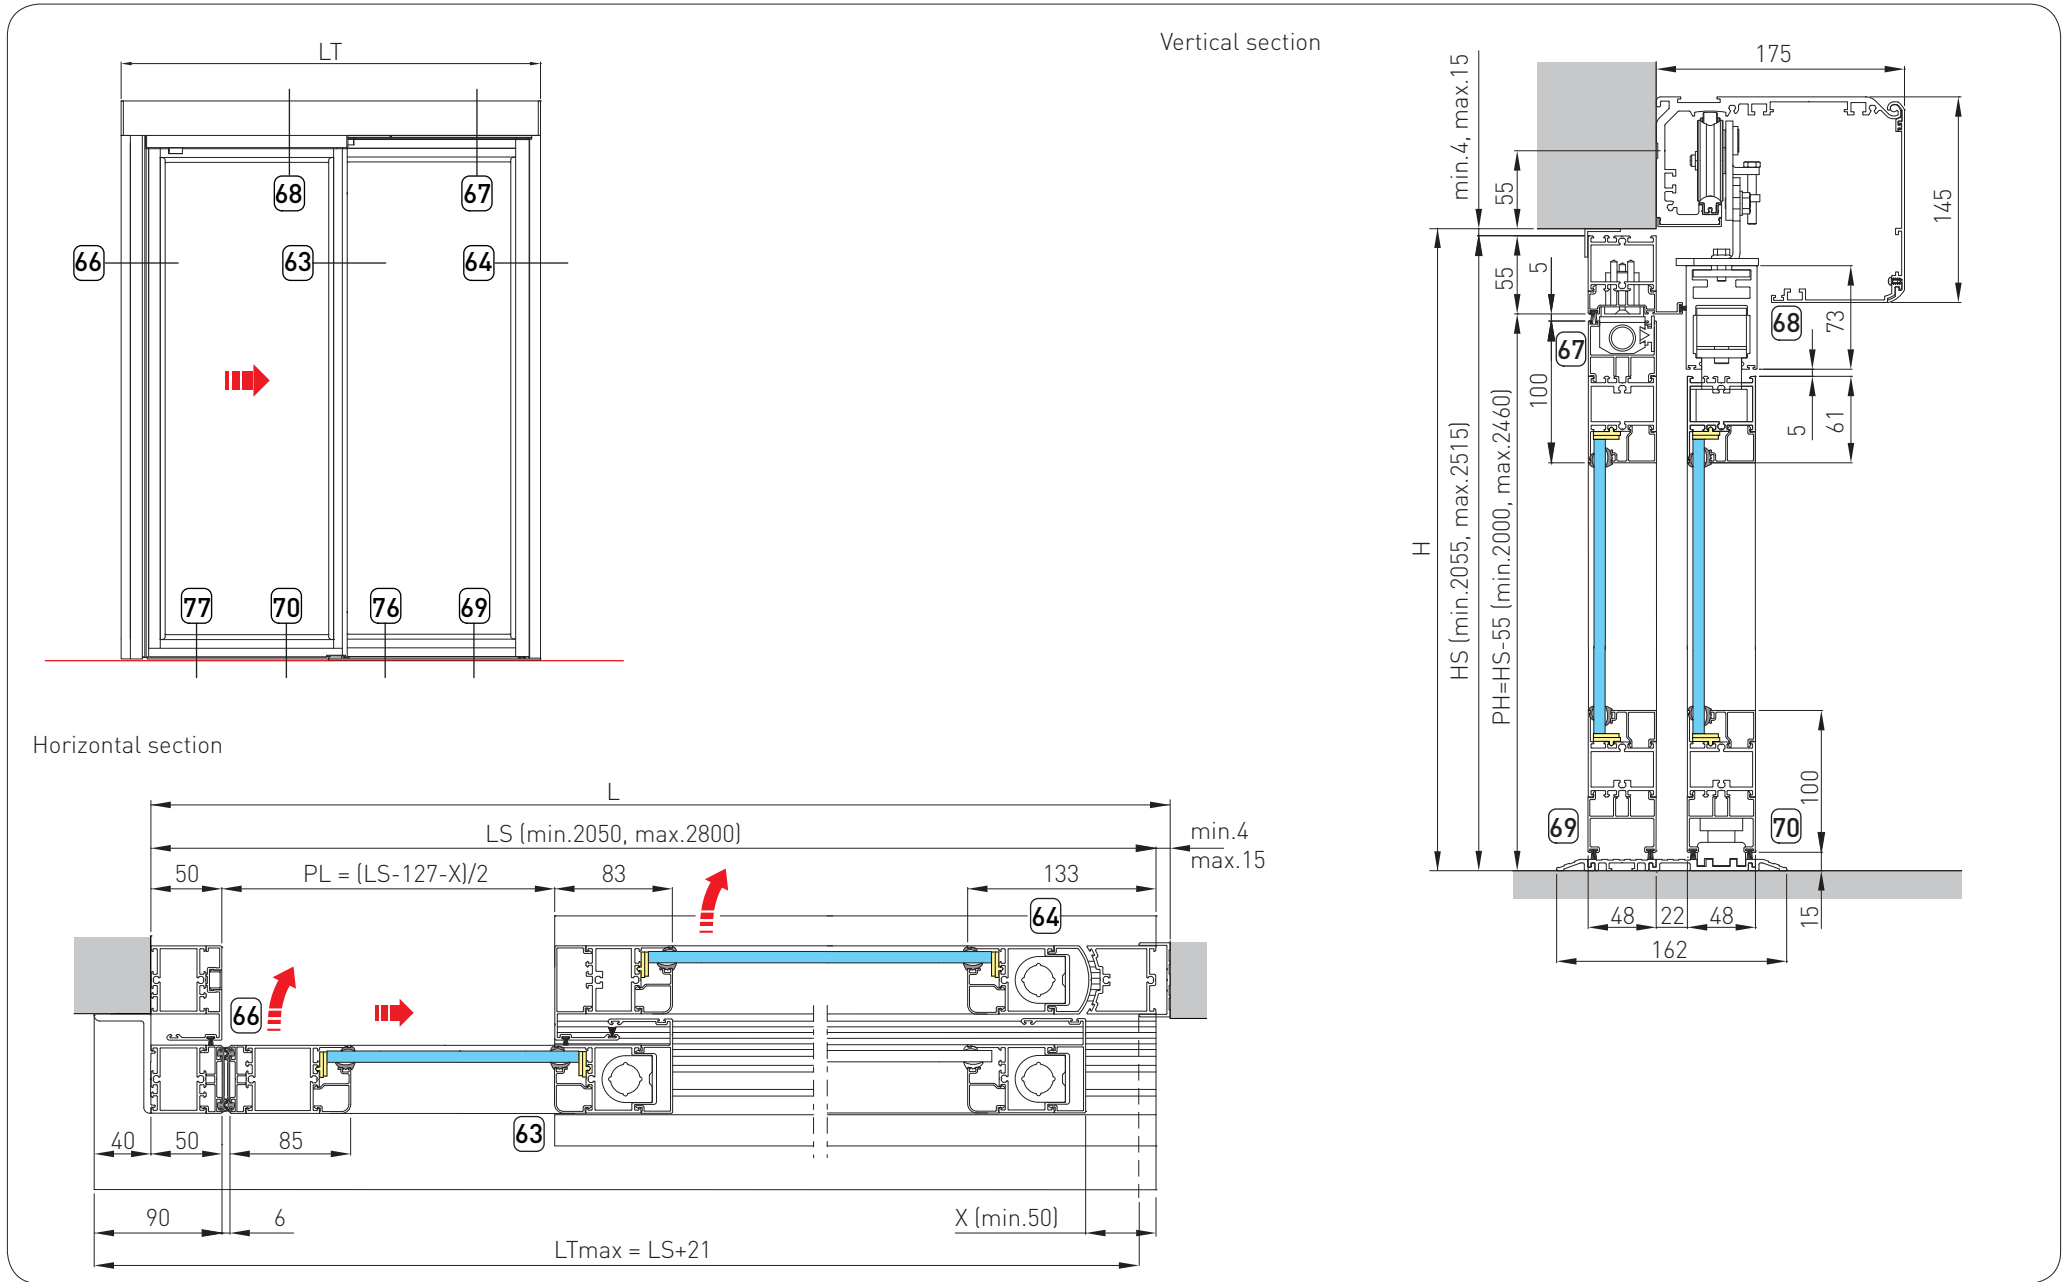 LT
68
67
66
63
64
77
70
76
69
Vertical section
175
min.4, max.15
55
145
55
5
67
68
73
100
5
61
H
HS (min.2055, max.2515)
PH=HS-55 (min.2000, max.2460)
69
70
100
15
48
22
48
162
Horizontal section
L
LS (min.2050, max.2800)
min.4
max.15
50
PL = (LS-127-X)/2
83
133
64
66
63
40
50
85
90
6
X (min.50)
LTmax = LS+21